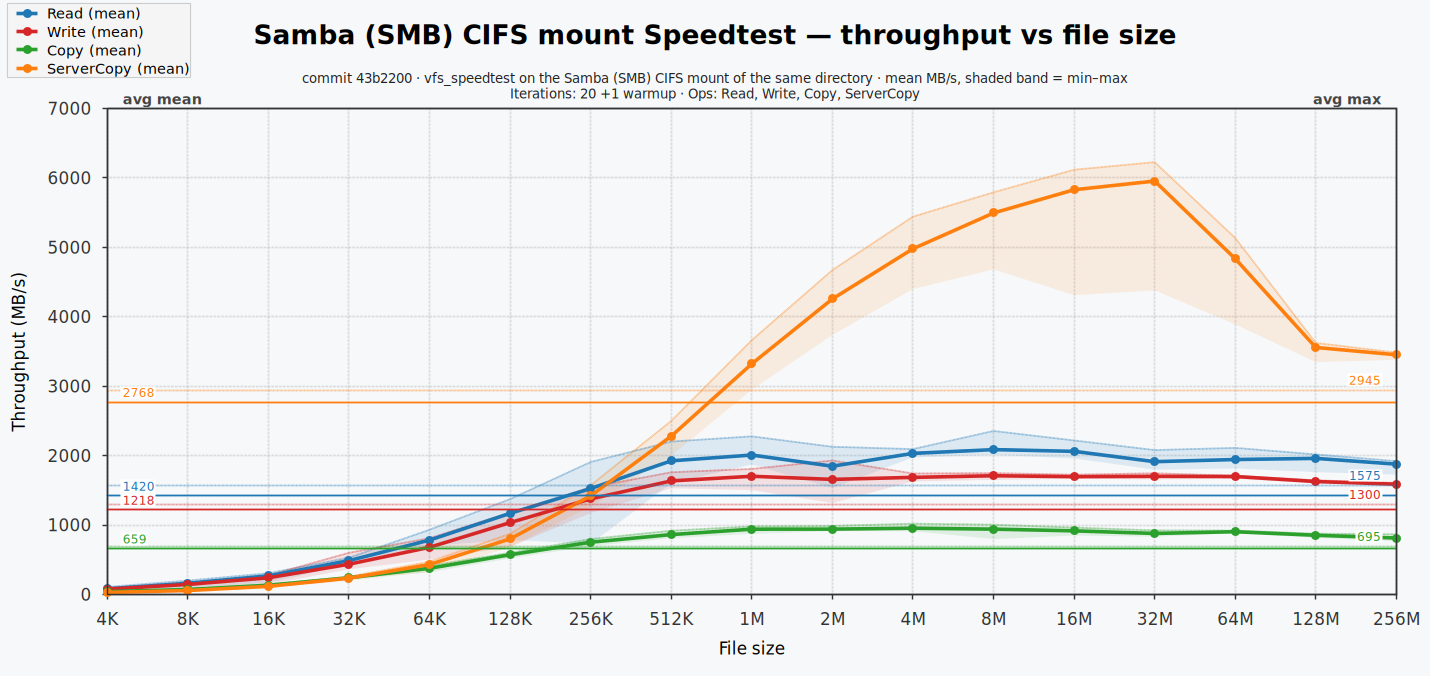 Read (mean)
Write (mean)
Copy (mean)
ServerCopy (mean)
Samba (SMB) CIFS mount Speedtest — throughput vs file size
commit 43b2200 · vfs_speedtest on the Samba (SMB) CIFS mount of the same directory · mean MB/s, shaded band = min–max
Iterations: 20 +1 warmup · Ops: Read, Write, Copy, ServerCopy
avg mean
avg max
7000
6000
5000
4000
3000
2000
1000
0
Throughput (MB/s)
2768
2945
1420
1575
1218
1300
659
695
4K 8K 16K 32K 64K 128K 256K 512K 1M 2M 4M 8M 16M 32M 64M 128M 256M
File size